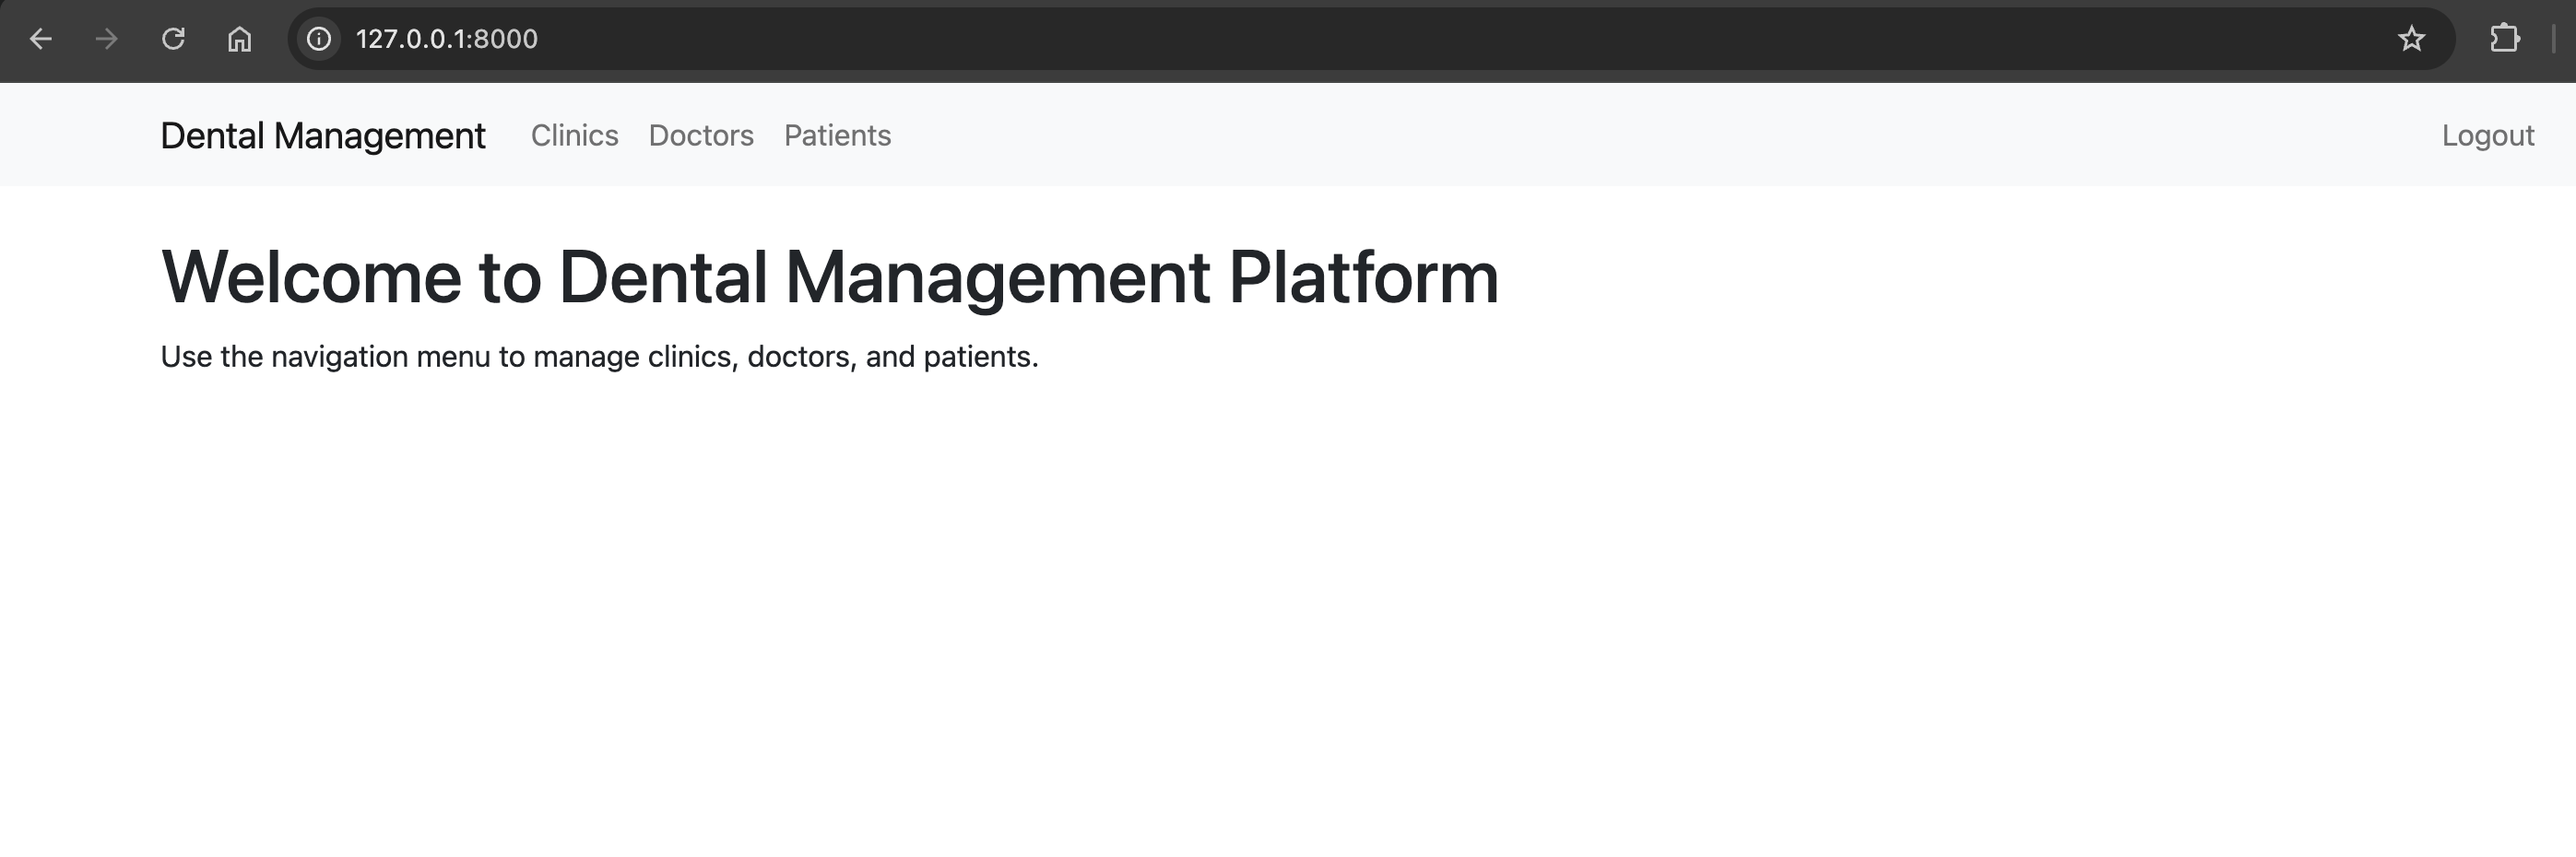 127.0.0.1:8000
Dental Management Clinics Doctors Patients Logout
Welcome to Dental Management Platform
Use the navigation menu to manage clinics, doctors, and patients.